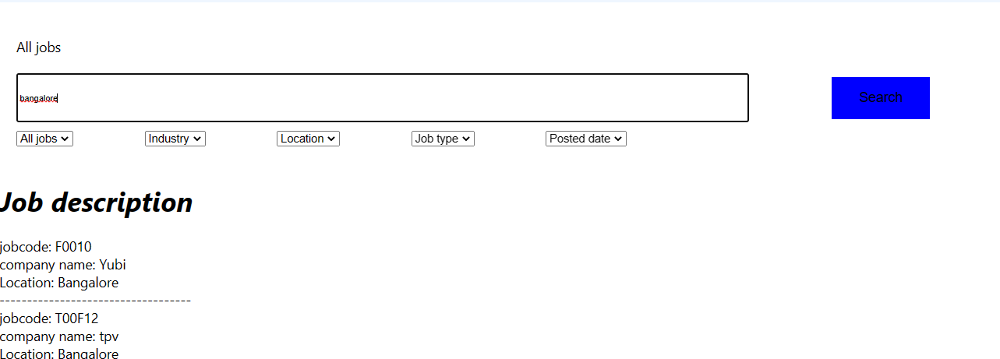 All jobs
bangalore
Search
All jobs Industry Location Job type Posted date
Job description
jobcode: F0010
company name: Yubi
Location: Bangalore
-----------------------------------
jobcode: T00F12
company name: tpv
Location: Bangalore